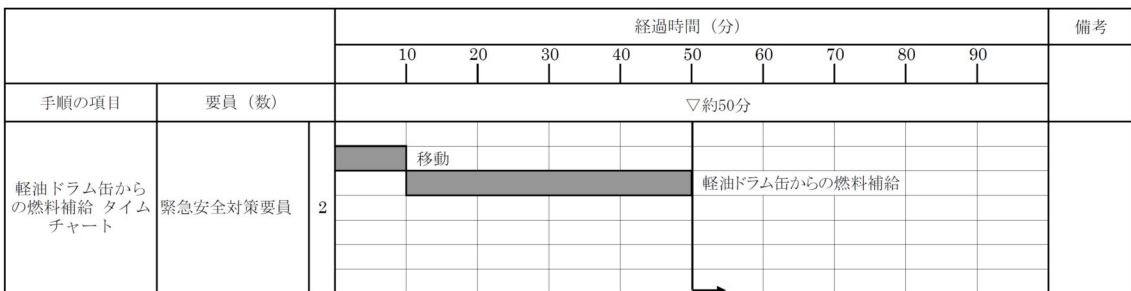 経過時間（分）
備考
10 20 30 40 50 60 70 80 90
手順の項目
要員（数）
▽約50分
移動
軽油ドラム缶からの燃料補給
軽油ドラム缶から
の燃料補給 タイム
チャート
緊急安全対策要員
2